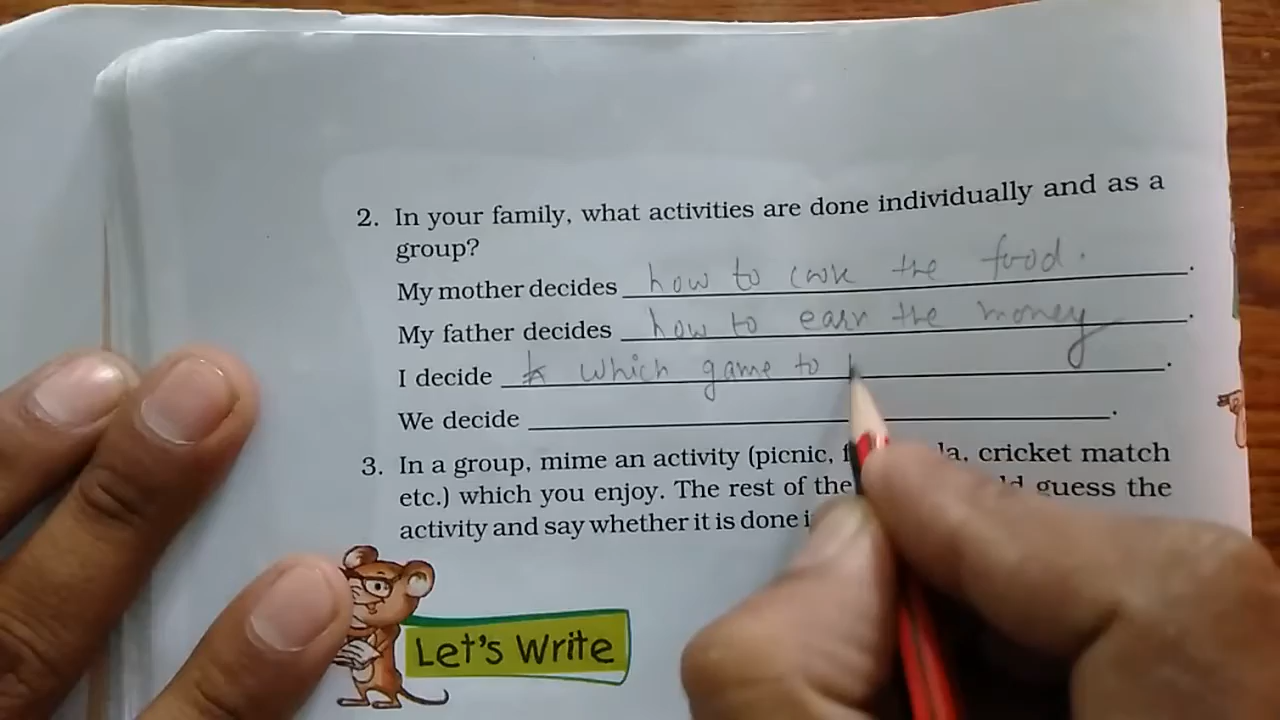 2. In your family, what activities are done individually and as a
group?
My mother decides how to cook the food.
My father decides how to earn the money.
I decide which game to
We decide
3. In a group, mime an activity (picnic, cricket match
etc.) which you enjoy. The rest of the guess the
activity and say whether it is done
Let's Write